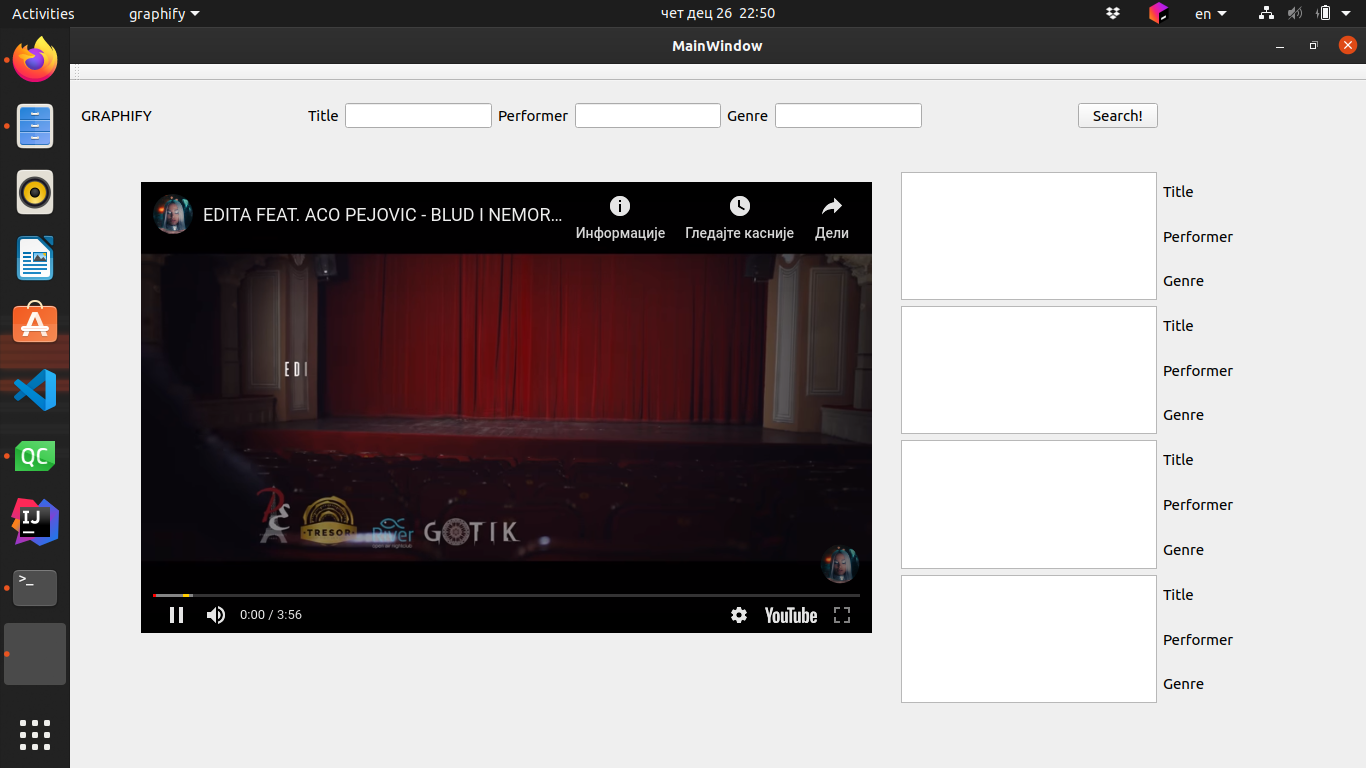 Activities graphify чет дец 26 22:50 en
MainWindow
GRAPHIFY Title Performer Genre Search!
EDITA FEAT. ACO PEJOVIC - BLUD I NEMOR...
Информације Гледајте касније Дели
EDI
TRESOR River GOTIK
0:00 / 3:56 YouTube
Title
Performer
Genre
Title
Performer
Genre
Title
Performer
Genre
Title
Performer
Genre
QC
IJ
>_